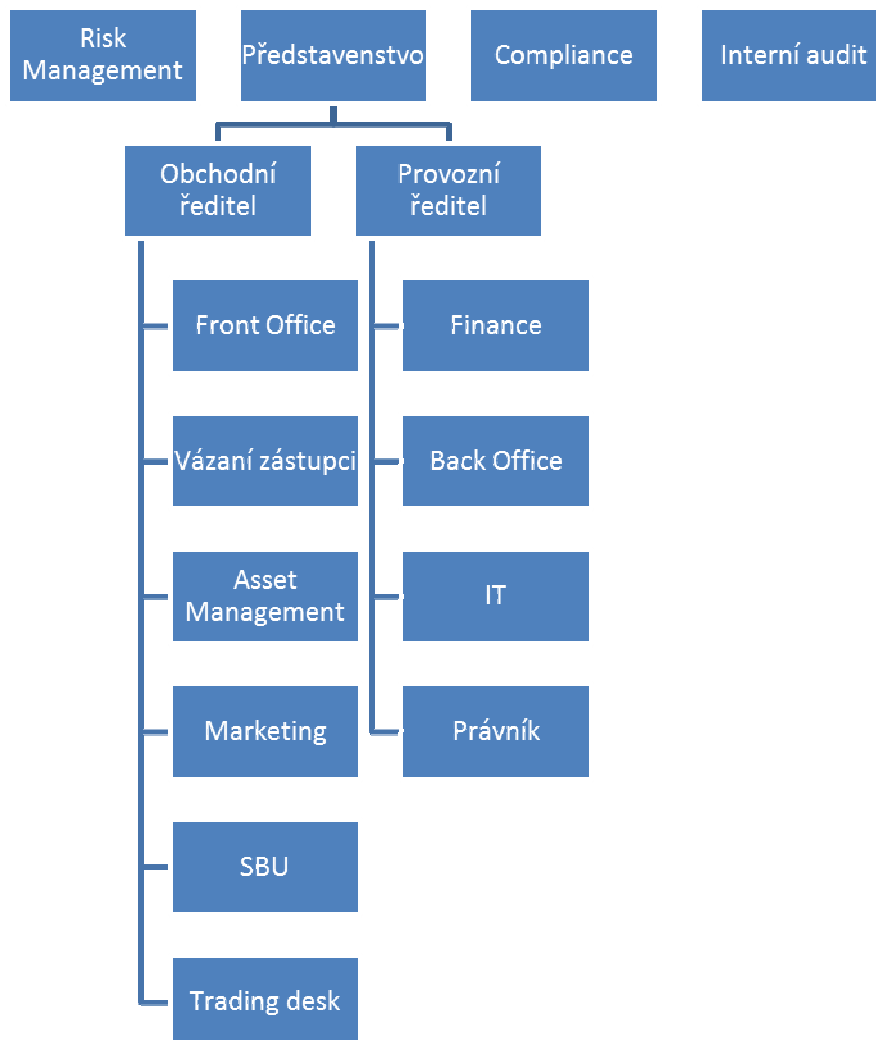 Risk
Management
Představenstvo
Compliance
Interní audit
Obchodní
ředitel
Provozní
ředitel
Front Office
Finance
Vázaní zástupci
Back Office
Asset
Management
IT
Marketing
Právník
SBU
Trading desk